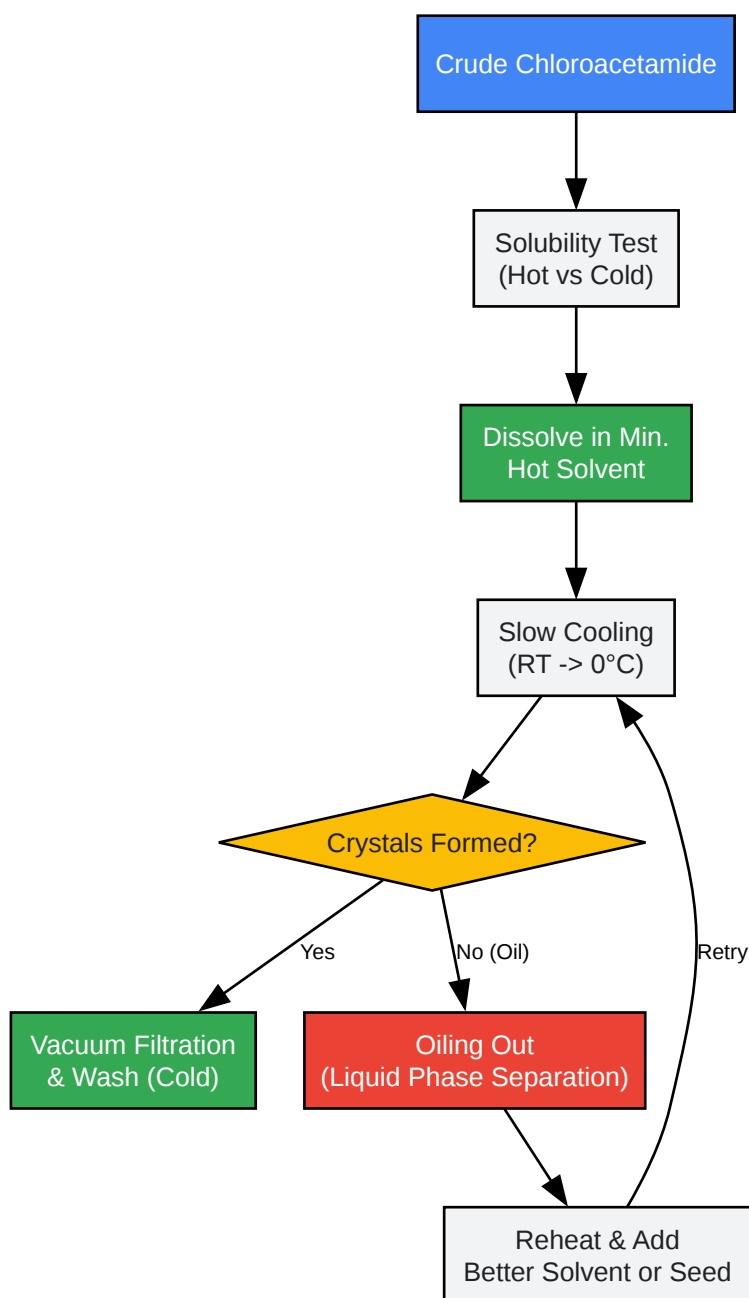 Crude Chloroacetamide
Solubility Test
(Hot vs Cold)
Dissolve in Min.
Hot Solvent
Slow Cooling
(RT -> 0°C)
Crystals Formed?
Yes
No (Oil)
Retry
Vacuum Filtration
& Wash (Cold)
Oiling Out
(Liquid Phase Separation)
Reheat & Add
Better Solvent or Seed